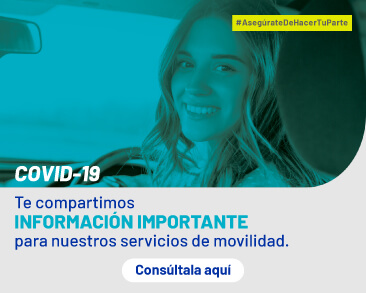 #AsegúrateDeHacerTuParte
COVID-19
Te compartimos
INFORMACIÓN IMPORTANTE
para nuestros servicios de movilidad.
Consúltala aquí